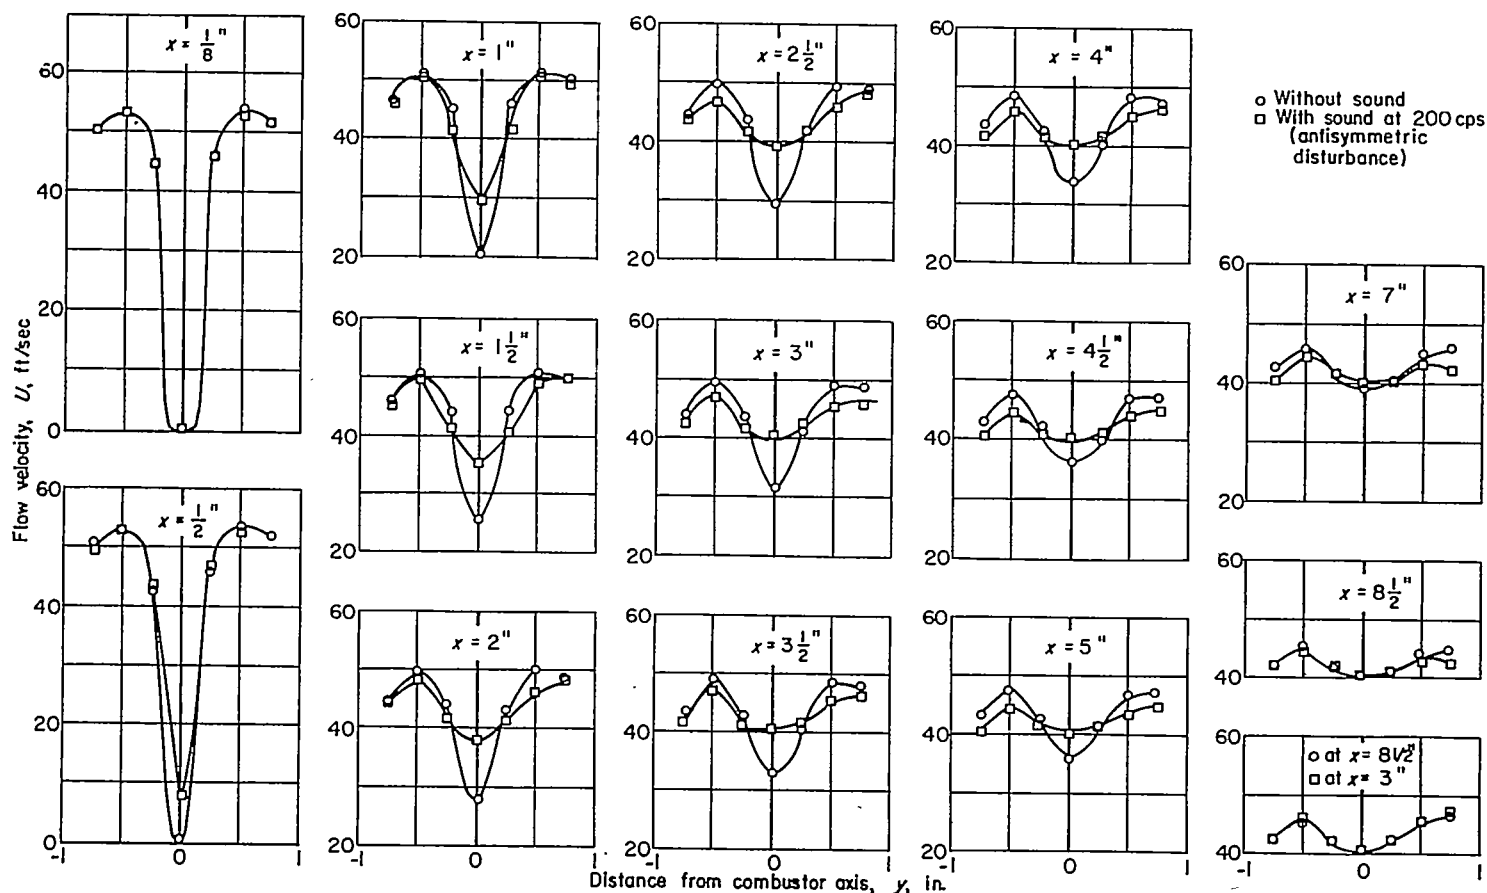 x = 1/8"
60
40
20
0
x = 1/2"
60
40
20
0
-1
0
1
Flow velocity, U, ft/sec
60
x = 1"
40
20
60
x = 1 1/2"
40
20
60
x = 2"
40
20
-1
0
1
60
x = 2 1/2"
40
20
60
x = 3"
40
20
60
x = 3 1/2"
40
20
-1
0
1
60
x = 4"
40
20
60
x = 4 1/2"
40
20
60
x = 5"
40
20
-1
0
1
○ Without sound
□ With sound at 200 cps
(antisymmetric
disturbance)
60
x = 7"
40
20
60
x = 8 1/2"
40
60
○ at x = 8 1/2"
□ at x = 3"
40
-1
0
1
Distance from combustor axis, y, in.